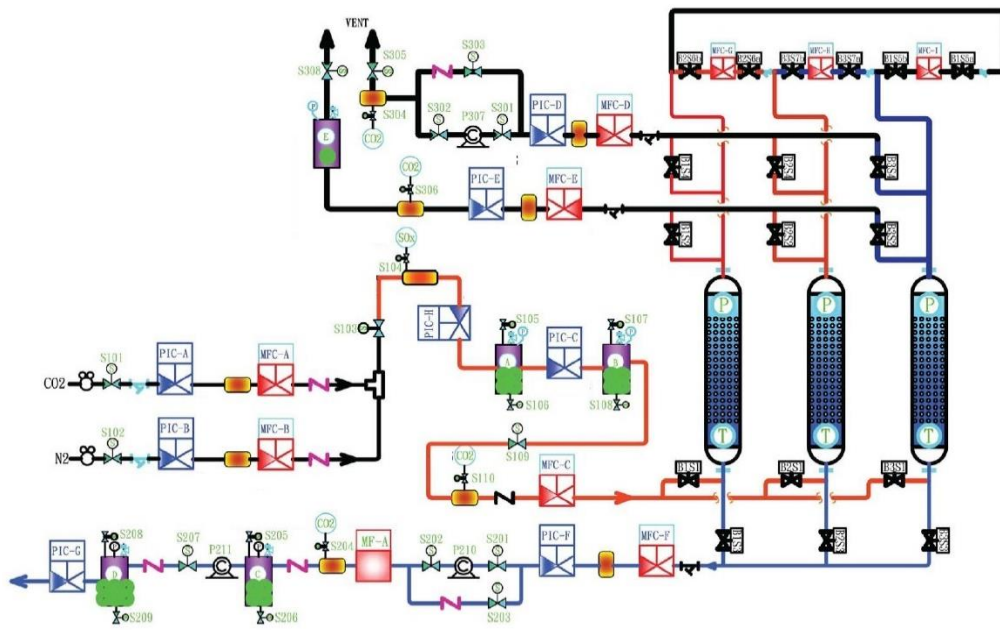 VENT
S308
S305
S303
S304
CO2
S302
P307
S301
PIC-D
MFC-D
MFC-G
MFC-I
E
CO2
S306
PIC-E
MFC-E
SOx
S104
S103
PIC-H
S105
S107
PIC-C
A
B
S106
S108
P
P
P
T
T
T
S101
PIC-A
MFC-A
CO2
S102
PIC-B
MFC-B
N2
S109
CO2
S110
MFC-C
B1S1
B2S1
B3S1
PIC-G
S208
S207
P211
S205
CO2
S204
MF-A
S202
P210
S201
PIC-F
MFC-F
D
C
S209
S206
S203